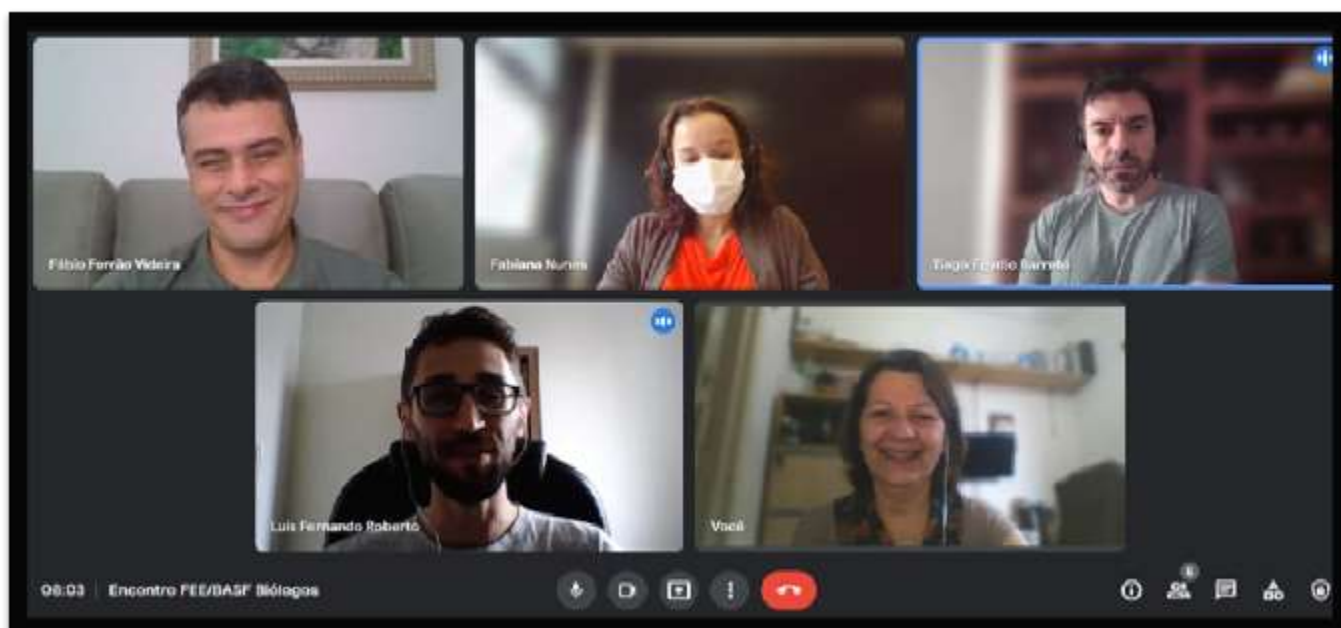 Fábio Ferrão Videira
Fabiana Nunes
Tiago Barreto
Luis Fernando Roberto
Você
08:03 | Encontro FEE/BASF Biólogos